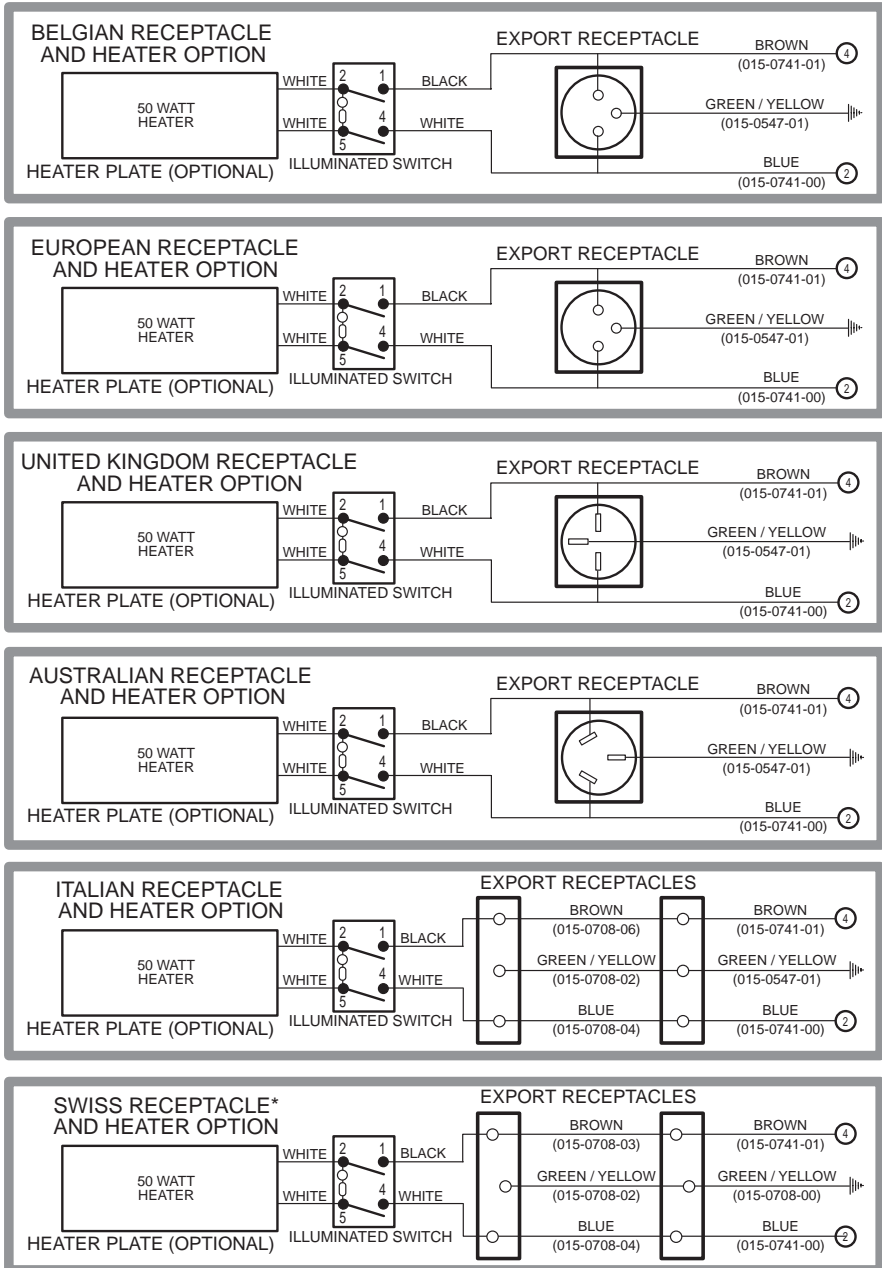 BELGIAN RECEPTACLE
AND HEATER OPTION
50 WATT
HEATER
HEATER PLATE (OPTIONAL)
WHITE
WHITE
2
1
4
5
ILLUMINATED SWITCH
BLACK
WHITE
EXPORT RECEPTACLE
BROWN
(015-0741-01)
4
GREEN / YELLOW
(015-0547-01)
BLUE
(015-0741-00)
2
EUROPEAN RECEPTACLE
AND HEATER OPTION
50 WATT
HEATER
HEATER PLATE (OPTIONAL)
WHITE
WHITE
2
1
4
5
ILLUMINATED SWITCH
BLACK
WHITE
EXPORT RECEPTACLE
BROWN
(015-0741-01)
4
GREEN / YELLOW
(015-0547-01)
BLUE
(015-0741-00)
2
UNITED KINGDOM RECEPTACLE
AND HEATER OPTION
50 WATT
HEATER
HEATER PLATE (OPTIONAL)
WHITE
WHITE
2
1
4
5
ILLUMINATED SWITCH
BLACK
WHITE
EXPORT RECEPTACLE
BROWN
(015-0741-01)
4
GREEN / YELLOW
(015-0547-01)
BLUE
(015-0741-00)
2
AUSTRALIAN RECEPTACLE
AND HEATER OPTION
50 WATT
HEATER
HEATER PLATE (OPTIONAL)
WHITE
WHITE
2
1
4
5
ILLUMINATED SWITCH
BLACK
WHITE
EXPORT RECEPTACLE
BROWN
(015-0741-01)
4
GREEN / YELLOW
(015-0547-01)
BLUE
(015-0741-00)
2
ITALIAN RECEPTACLE
AND HEATER OPTION
50 WATT
HEATER
HEATER PLATE (OPTIONAL)
WHITE
WHITE
2
1
4
5
ILLUMINATED SWITCH
BLACK
WHITE
EXPORT RECEPTACLES
BROWN
(015-0708-06)
GREEN / YELLOW
(015-0708-02)
BLUE
(015-0708-04)
BROWN
(015-0741-01)
4
GREEN / YELLOW
(015-0547-01)
BLUE
(015-0741-00)
2
SWISS RECEPTACLE*
AND HEATER OPTION
50 WATT
HEATER
HEATER PLATE (OPTIONAL)
WHITE
WHITE
2
1
4
5
ILLUMINATED SWITCH
BLACK
WHITE
EXPORT RECEPTACLES
BROWN
(015-0708-03)
GREEN / YELLOW
(015-0708-02)
BLUE
(015-0708-04)
BROWN
(015-0741-01)
4
GREEN / YELLOW
(015-0708-00)
BLUE
(015-0741-00)
2